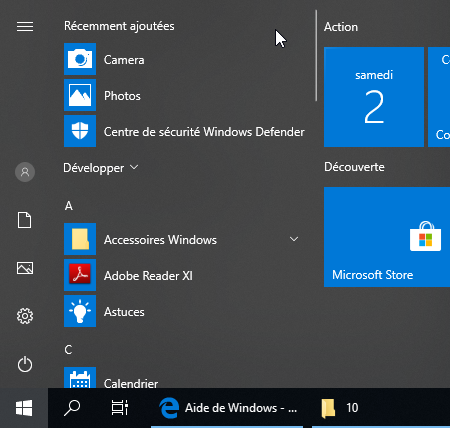 Récemment ajoutées
Camera
Photos
Centre de sécurité Windows Defender
Développer
A
Accessoires Windows
Adobe Reader XI
Astuces
C
Calendrier
Action
samedi
2
Découverte
Microsoft Store
Aide de Windows - ...
10